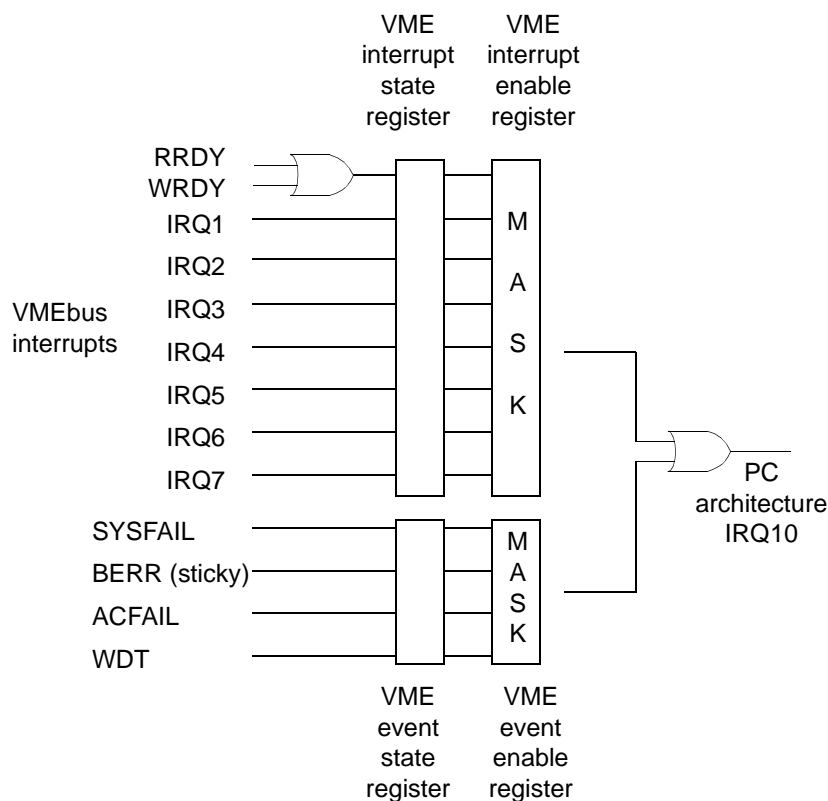 VME
interrupt
state
register
VME
interrupt
enable
register
RRDY
WRDY
IRQ1
IRQ2
IRQ3
IRQ4
IRQ5
IRQ6
IRQ7
VMEbus
interrupts
M
A
S
K
PC
architecture
IRQ10
SYSFAIL
BERR (sticky)
ACFAIL
WDT
M
A
S
K
VME
event
state
register
VME
event
enable
register